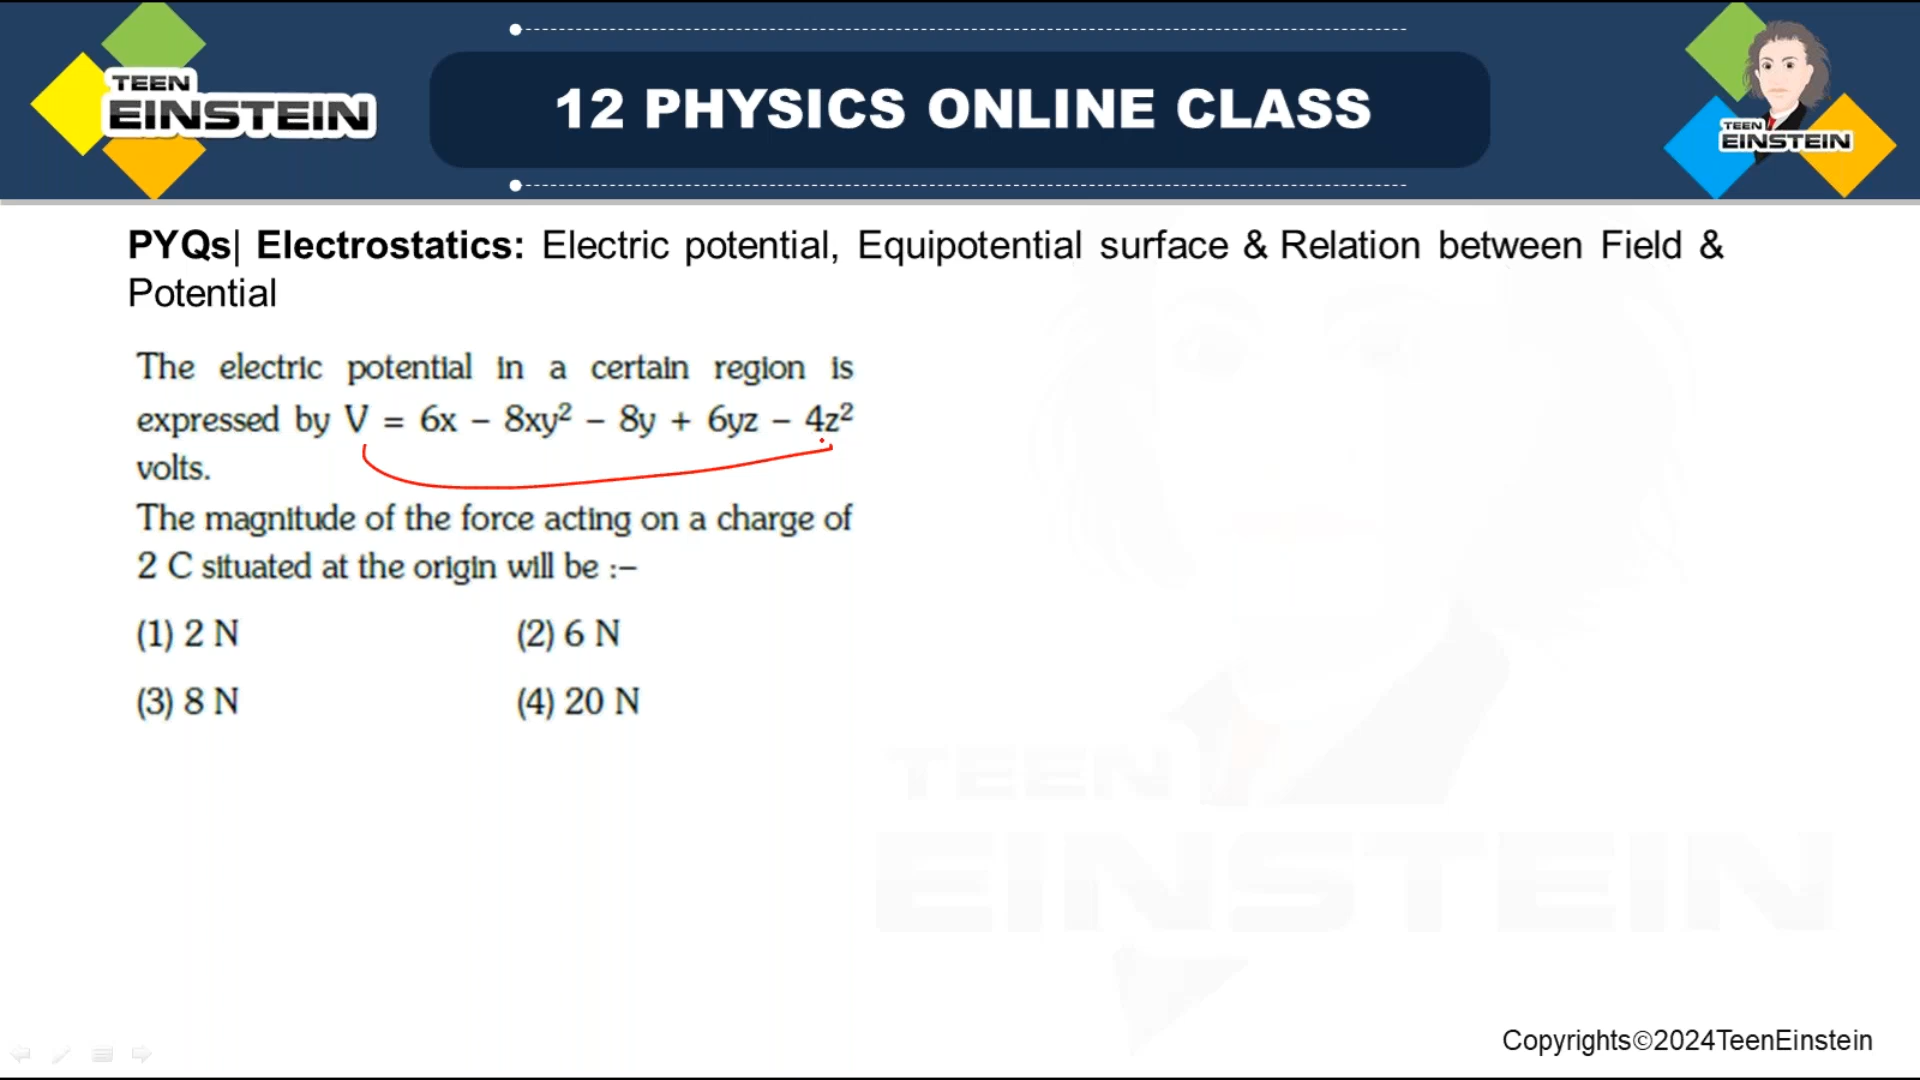 TEEN
EINSTEIN
12 PHYSICS ONLINE CLASS
TEEN
EINSTEIN
PYQs| Electrostatics: Electric potential, Equipotential surface & Relation between Field &
Potential
The electric potential in a certain region is
expressed by V = 6x – 8xy² – 8y + 6yz – 4z²
volts.
The magnitude of the force acting on a charge of
2 C situated at the origin will be :–
(1) 2 N (2) 6 N
(3) 8 N (4) 20 N
TEEN
EINSTEIN
Copyrights©2024TeenEinstein